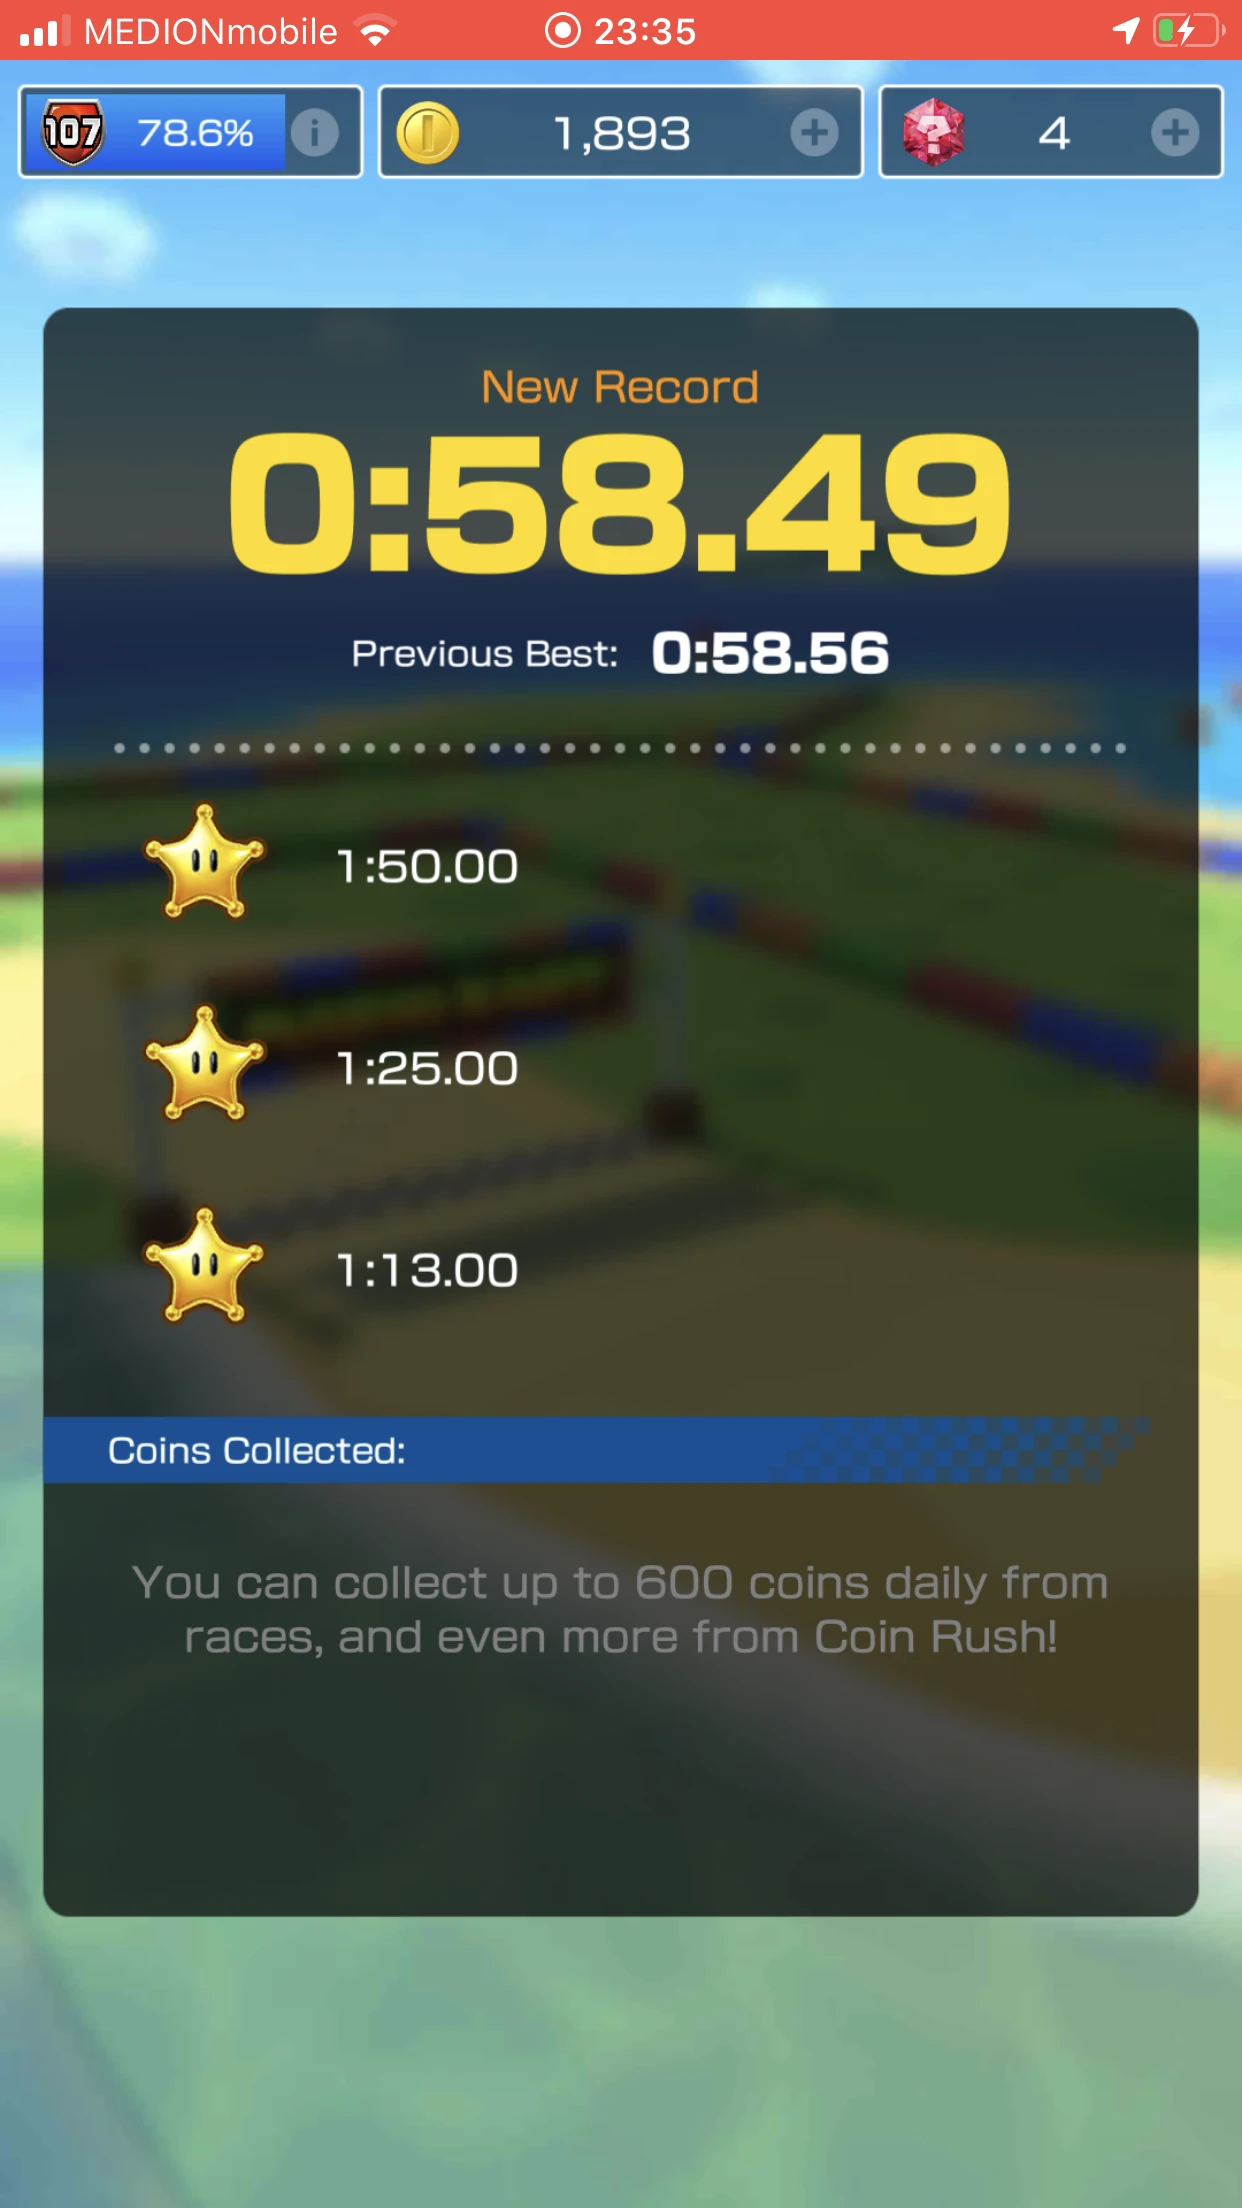 MEDIONmobile 23:35
107 78.6% i 1,893 + ? 4 +
New Record
0:58.49
Previous Best: 0:58.56
1:50.00
1:25.00
1:13.00
Coins Collected:
You can collect up to 600 coins daily from
races, and even more from Coin Rush!